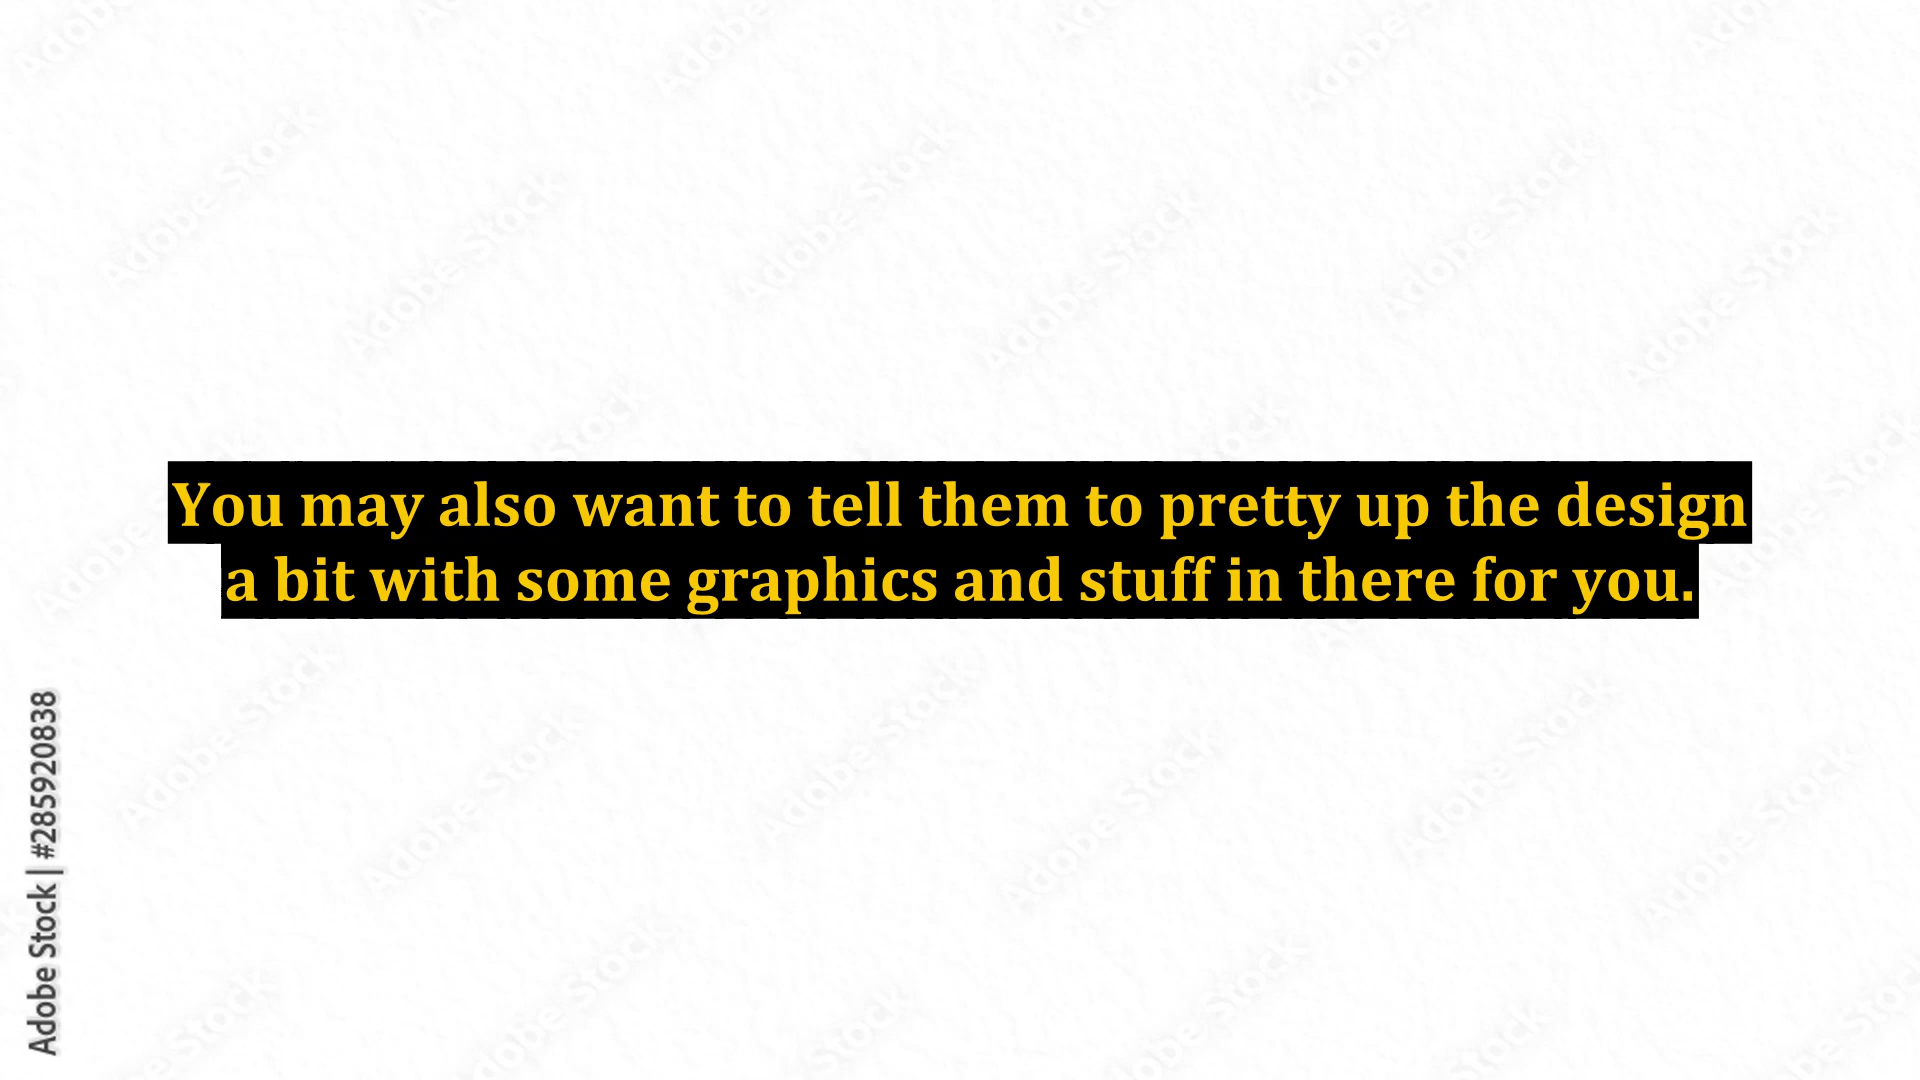 You may also want to tell them to pretty up the design
a bit with some graphics and stuff in there for you.
Adobe Stock | #285920838